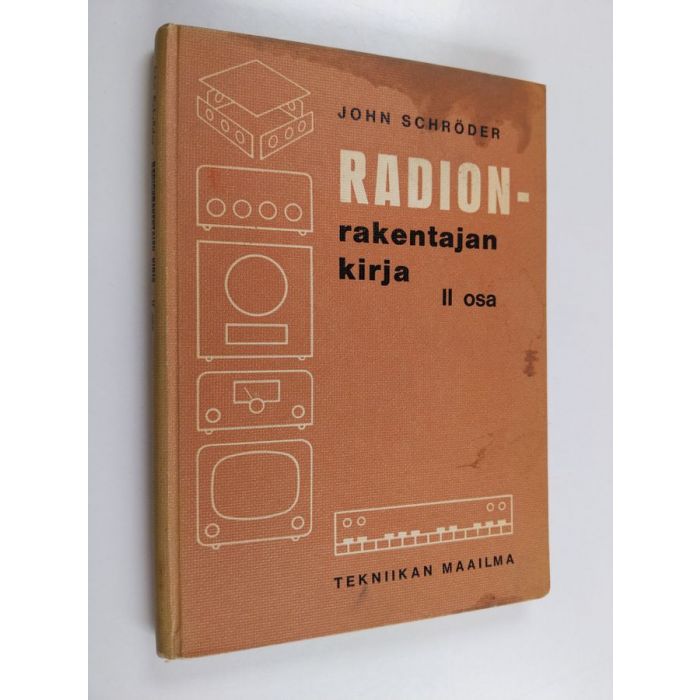 JOHN SCHRÖDER
RADION-
rakentajan
kirja
II osa
TEKNIIKAN MAAILMA